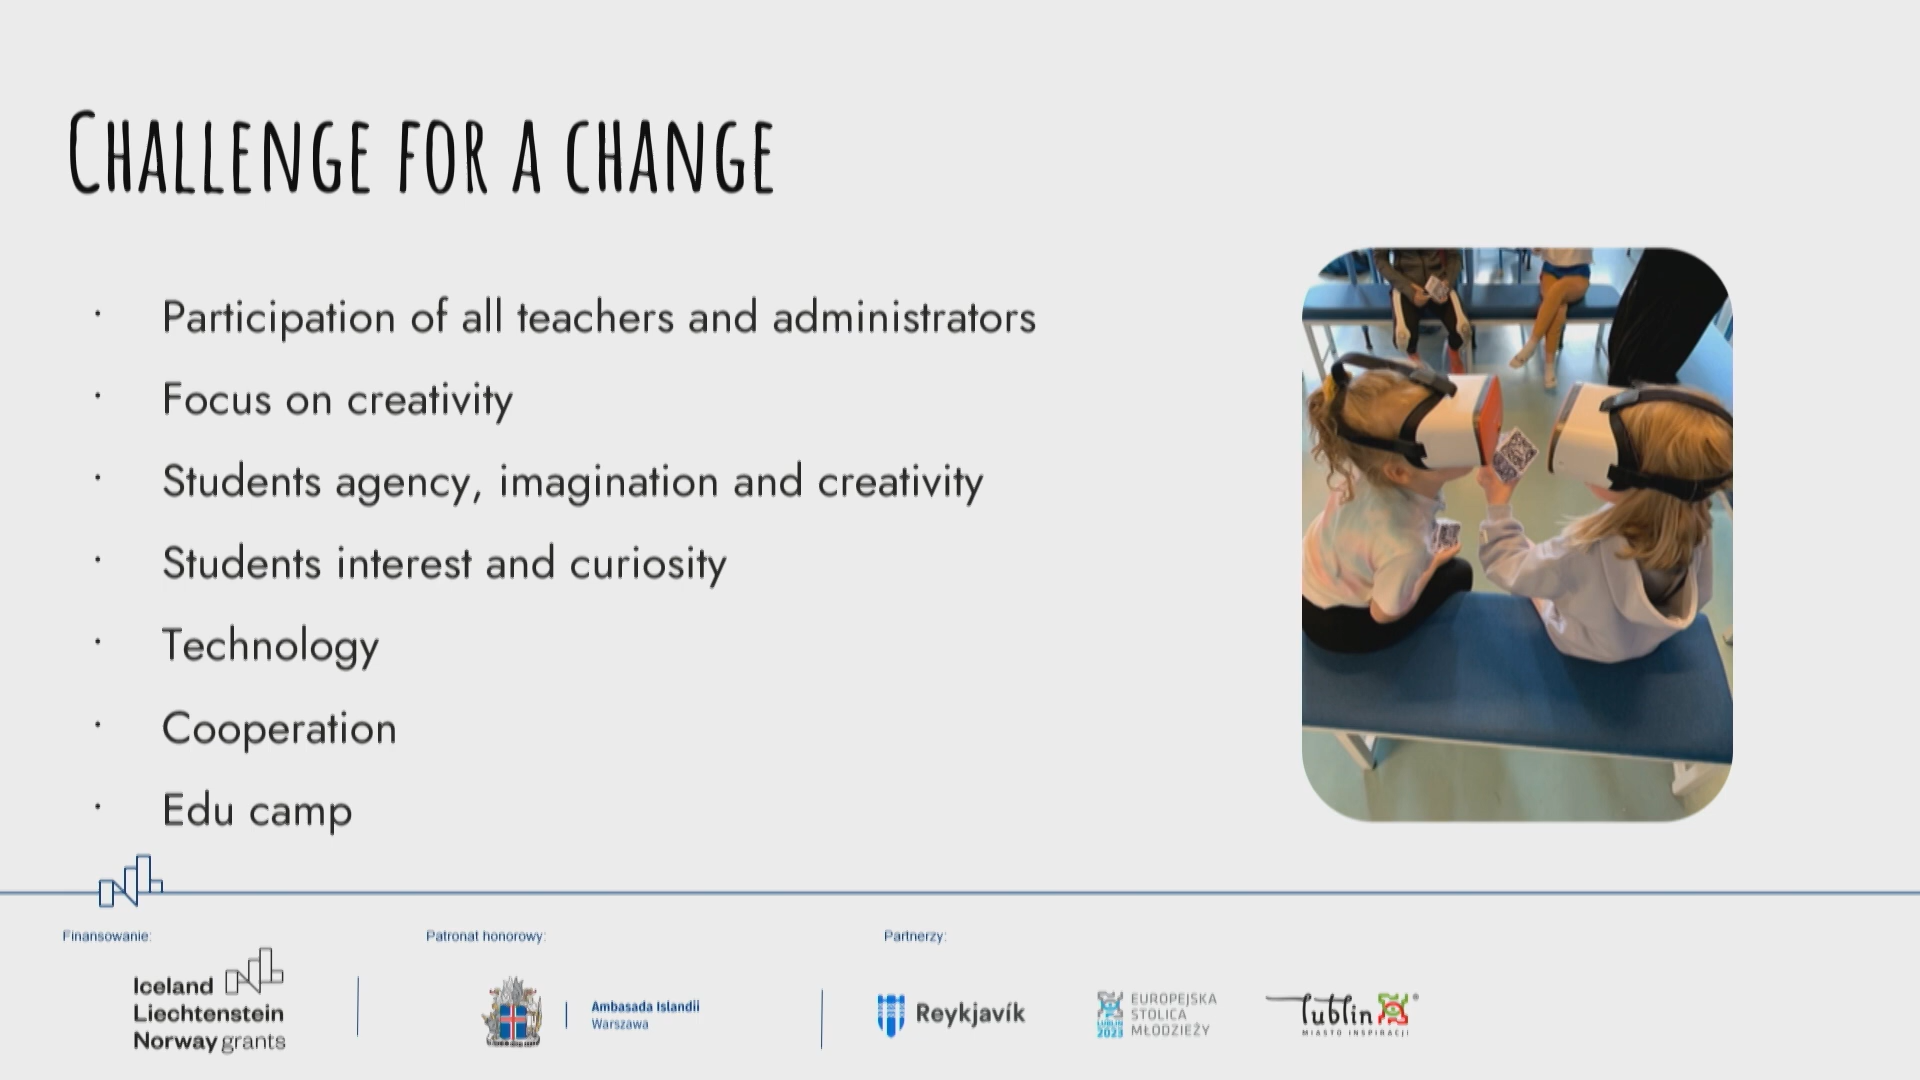 Challenge for a change
· Participation of all teachers and administrators
· Focus on creativity
· Students agency, imagination and creativity
· Students interest and curiosity
· Technology
· Cooperation
· Edu camp
Finansowanie:
Iceland
Liechtenstein
Norway grants
Patronat honorowy:
Ambasada Islandii
Warszawa
Partnerzy:
Reykjavík
LUBLIN
2023
EUROPEJSKA
STOLICA
MŁODZIEŻY
lublin
MIASTO INSPIRACJI